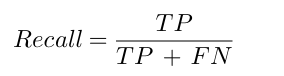 Recall = TP / TP + FN